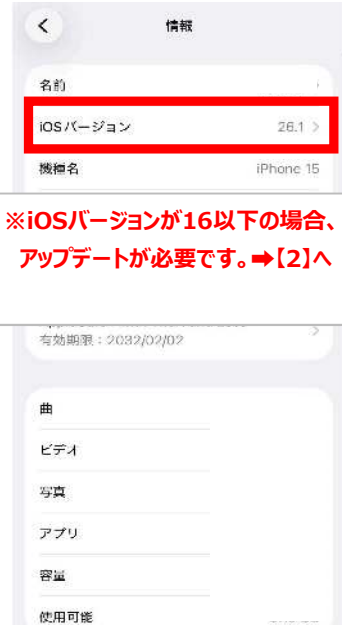 情報
名前
iOSバージョン 26.1
機種名 iPhone 15
※iOSバージョンが16以下の場合、
アップデートが必要です。➡【2】へ
有効期限：2032/02/02
曲
ビデオ
写真
アプリ
容量
使用可能